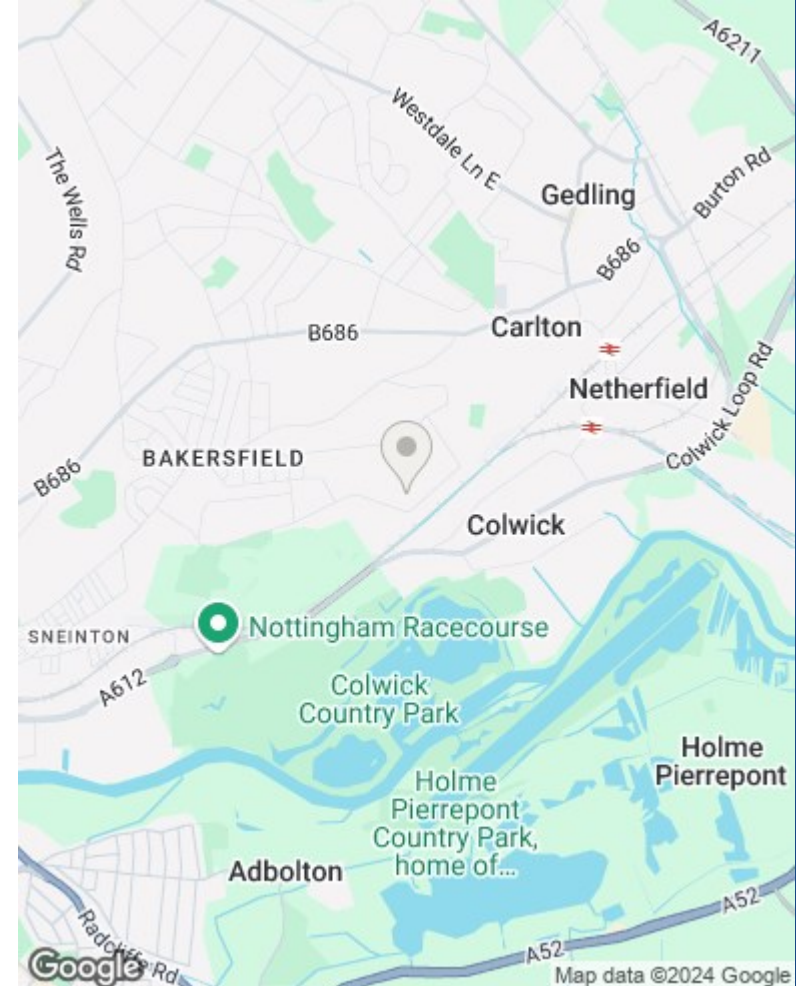 A6211
Westdale Ln E
The Wells Rd
Gedling
Burton Rd
B686
B686
Carlton
Netherfield
Colwick Loop Rd
BAKERSFIELD
B686
Colwick
SNEINTON
Nottingham Racecourse
A612
Colwick
Country Park
Holme
Pierrepont
Holme
Pierrepont
Country Park,
home of...
Adbolton
Radcliffe Rd
A52
A52
Google
Map data ©2024 Google